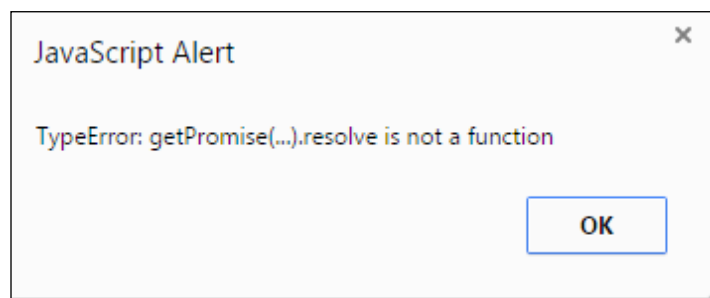 JavaScript Alert
TypeError: getPromise(...).resolve is not a function
OK